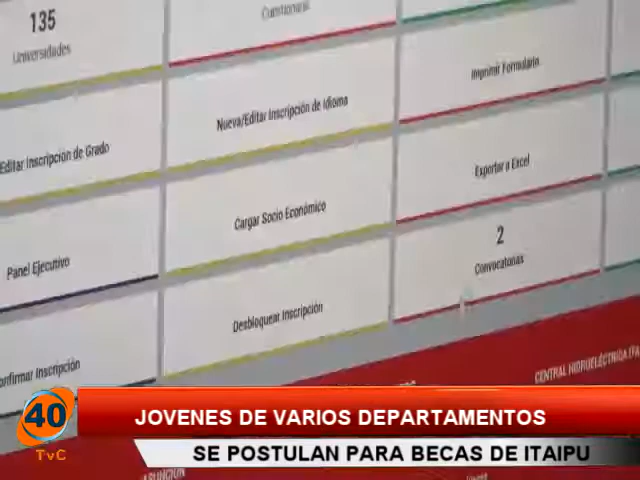 135
Universidades
Cuestionario
Imprimir Formulario
Nueva/Editar Inscripción de Idioma
Editar Inscripción de Grado
Exportar a Excel
Cargar Socio Económico
Panel Ejecutivo
2
Convocatorias
Desbloquear Inscripción
onfirmar Inscripción
CENTRAL HIDROELÉCTRICA ITA
40
TvC
JOVENES DE VARIOS DEPARTAMENTOS
SE POSTULAN PARA BECAS DE ITAIPU